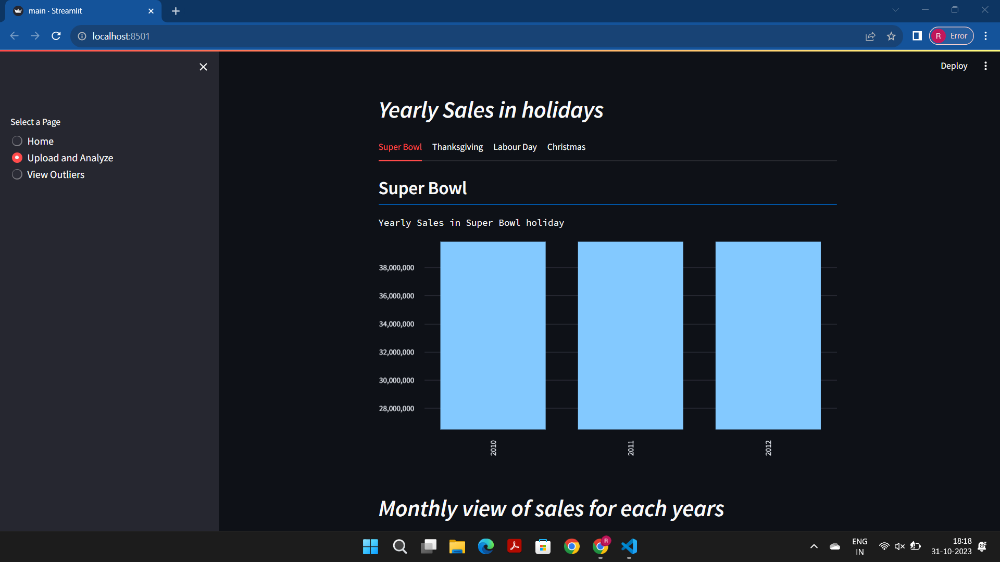 main · Streamlit
localhost:8501
R Error
Deploy
Select a Page
Home
Upload and Analyze
View Outliers
Yearly Sales in holidays
Super Bowl Thanksgiving Labour Day Christmas
Super Bowl
Yearly Sales in Super Bowl holiday
38,000,000
36,000,000
34,000,000
32,000,000
30,000,000
28,000,000
2010 2011 2012
Monthly view of sales for each years
R
ENG
IN
18:18
31-10-2023